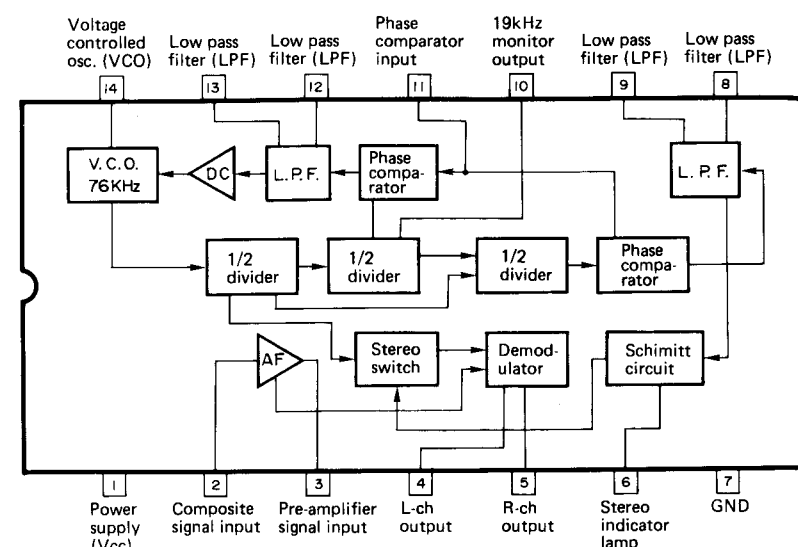 Voltage
controlled
osc. (VCO)
Low pass
filter (LPF)
Low pass
filter (LPF)
Phase
comparator
input
19kHz
monitor
output
Low pass
filter (LPF)
Low pass
filter (LPF)
14
13
12
11
10
9
8
V.C.O.
76KHz
DC
L.P.F.
Phase
compa-
rator
L.P.F.
1/2
divider
1/2
divider
1/2
divider
Phase
compa-
rator
AF
Stereo
switch
Demod-
ulator
Schimitt
circuit
1
2
3
4
5
6
7
Power
supply
(Vcc)
Composite
signal input
Pre-amplifier
signal input
L-ch
output
R-ch
output
Stereo
indicator
lamp
GND